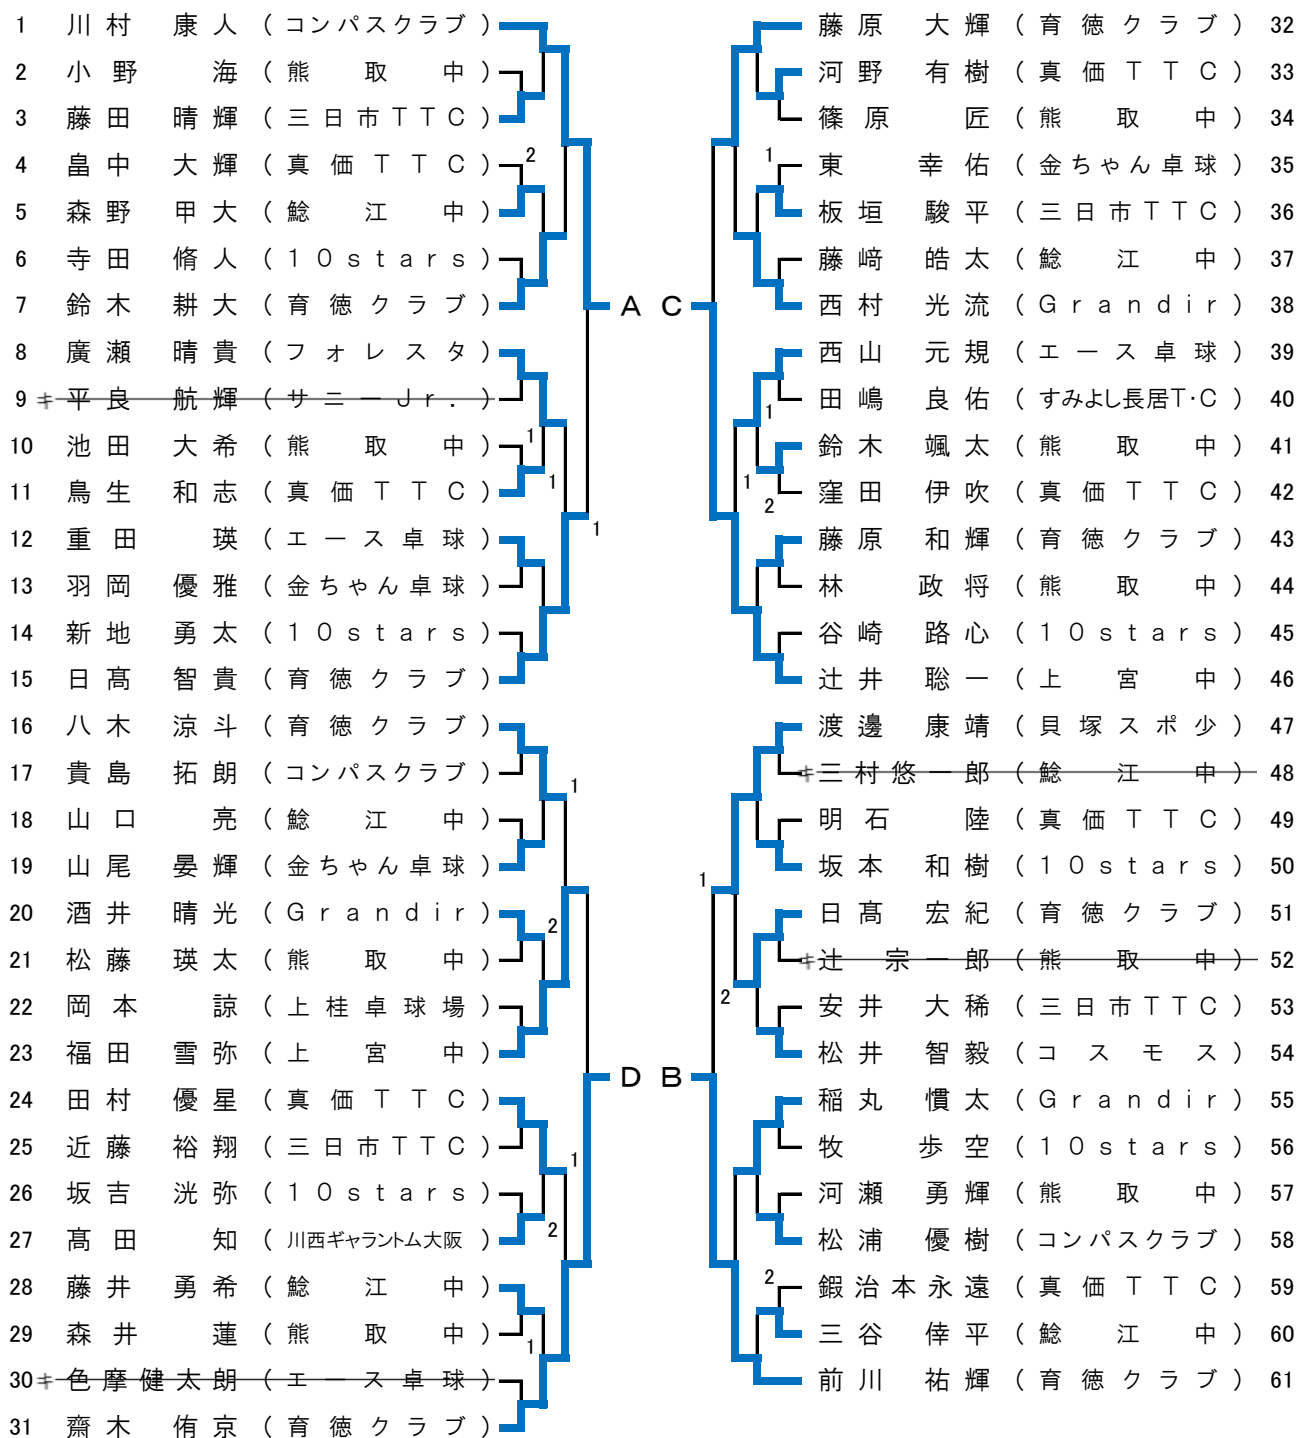 1 川村 康人 (コンパスクラブ)
2 小野 海 (熊取中)
3 藤田 晴輝 (三日市TTC)
4 畠中 大輝 (真価TTC) 2
5 森野 甲大 (鯰江中)
6 寺田 脩人 (10stars)
7 鈴木 耕大 (育徳クラブ)
A
8 廣瀬 晴貴 (フォレスタ)
9 キ 平良 航輝 (サニーJr.)
10 池田 大希 (熊取中) 1
11 鳥生 和志 (真価TTC) 1
12 重田 瑛 (エース卓球) 1
13 羽岡 優雅 (金ちゃん卓球)
14 新地 勇太 (10stars)
15 日髙 智貴 (育徳クラブ)
16 八木 涼斗 (育徳クラブ)
17 貴島 拓朗 (コンパスクラブ) 1
18 山口 亮 (鯰江中)
19 山尾 晏輝 (金ちゃん卓球)
20 酒井 晴光 (Grandir) 2
21 松藤 瑛太 (熊取中)
22 岡本 諒 (上桂卓球場)
23 福田 雪弥 (上宮中)
D
24 田村 優星 (真価TTC)
25 近藤 裕翔 (三日市TTC) 1
26 坂吉 洸弥 (10stars)
27 髙田 知 (川西ギャラントム大阪) 2
28 藤井 勇希 (鯰江中)
29 森井 蓮 (熊取中) 1
30 キ 色摩健太朗 (エース卓球)
31 齋木 侑京 (育徳クラブ)
藤原 大輝 (育徳クラブ) 32
河野 有樹 (真価TTC) 33
篠原 匠 (熊取中) 34
1 東 幸佑 (金ちゃん卓球) 35
板垣 駿平 (三日市TTC) 36
藤﨑 皓太 (鯰江中) 37
西村 光流 (Grandir) 38
C
西山 元規 (エース卓球) 39
1 田嶋 良佑 (すみよし長居T・C) 40
鈴木 颯太 (熊取中) 41
1 2 窪田 伊吹 (真価TTC) 42
藤原 和輝 (育徳クラブ) 43
林 政将 (熊取中) 44
谷崎 路心 (10stars) 45
辻井 聡一 (上宮中) 46
渡邊 康靖 (貝塚スポ少) 47
キ 三村悠一郎 (鯰江中) 48
明石 陸 (真価TTC) 49
1 坂本 和樹 (10stars) 50
日髙 宏紀 (育徳クラブ) 51
キ 辻 宗一郎 (熊取中) 52
2 安井 大稀 (三日市TTC) 53
松井 智毅 (コスモス) 54
B
稲丸 慣太 (Grandir) 55
牧 歩空 (10stars) 56
河瀬 勇輝 (熊取中) 57
松浦 優樹 (コンパスクラブ) 58
2 鍜治本永遠 (真価TTC) 59
三谷 倖平 (鯰江中) 60
前川 祐輝 (育徳クラブ) 61